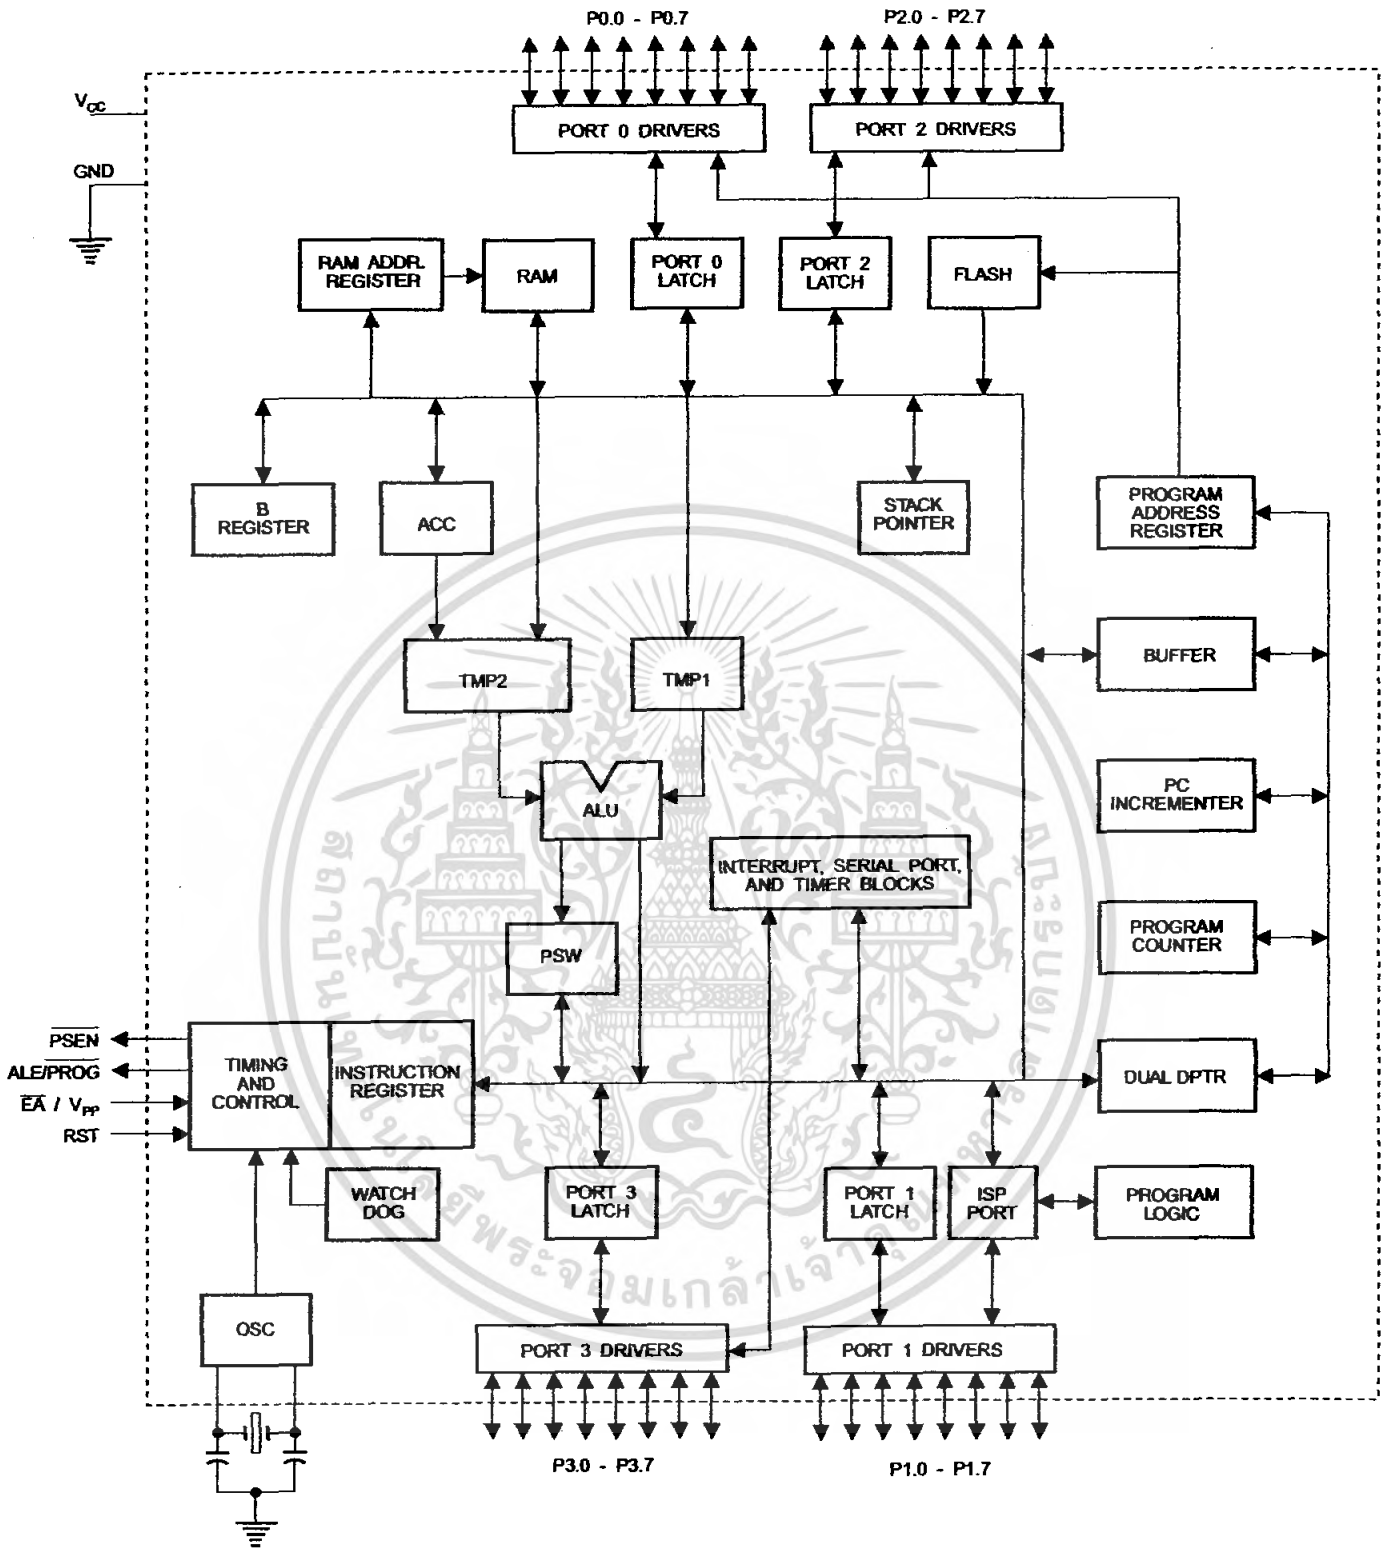 P0.0 - P0.7
P2.0 - P2.7
VCC
GND
PORT 0 DRIVERS
PORT 2 DRIVERS
RAM ADDR.
REGISTER
RAM
PORT 0
LATCH
PORT 2
LATCH
FLASH
B
REGISTER
ACC
STACK
POINTER
PROGRAM
ADDRESS
REGISTER
TMP2
TMP1
BUFFER
ALU
PC
INCREMENTER
INTERRUPT, SERIAL PORT,
AND TIMER BLOCKS
PSW
PROGRAM
COUNTER
PSEN
ALE/PROG
EA / VPP
RST
TIMING
AND
CONTROL
INSTRUCTION
REGISTER
DUAL DPTR
WATCH
DOG
PORT 3
LATCH
PORT 1
LATCH
ISP
PORT
PROGRAM
LOGIC
OSC
PORT 3 DRIVERS
PORT 1 DRIVERS
P3.0 - P3.7
P1.0 - P1.7